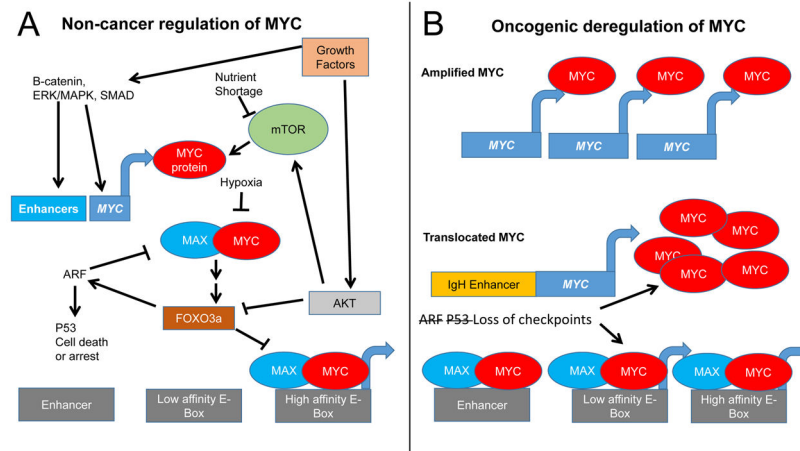 A
Non-cancer regulation of MYC
Growth
Factors
B-catenin,
ERK/MAPK, SMAD
Nutrient
Shortage
mTOR
MYC
protein
Hypoxia
Enhancers
MYC
MAX
MYC
ARF
FOXO3a
AKT
P53
Cell death
or arrest
MAX
MYC
Enhancer
Low affinity E-
Box
High affinity E-
Box
B
Oncogenic deregulation of MYC
Amplified MYC
MYC
MYC
MYC
MYC
MYC
MYC
Translocated MYC
MYC
MYC
MYC
MYC
MYC
IgH Enhancer
MYC
ARF P53 Loss of checkpoints
MAX
MYC
MAX
MYC
MAX
MYC
Enhancer
Low affinity E-
Box
High affinity E-
Box